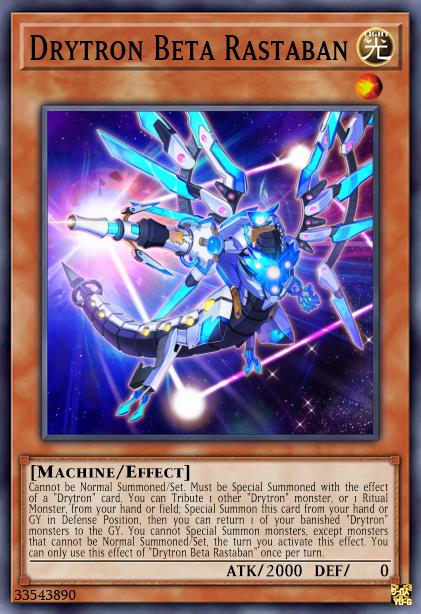 DRYTRON BETA RASTABAN
LIGHT
光
[MACHINE/EFFECT]
Cannot be Normal Summoned/Set. Must be Special Summoned with the effect
of a "Drytron" card. You can Tribute 1 other "Drytron" monster, or 1 Ritual
Monster, from your hand or field; Special Summon this card from your hand or
GY in Defense Position, then you can return 1 of your banished "Drytron"
monsters to the GY. You cannot Special Summon monsters, except monsters
that cannot be Normal Summoned/Set, the turn you activate this effect. You
can only use this effect of "Drytron Beta Rastaban" once per turn.
ATK/2000 DEF/ 0
33543890